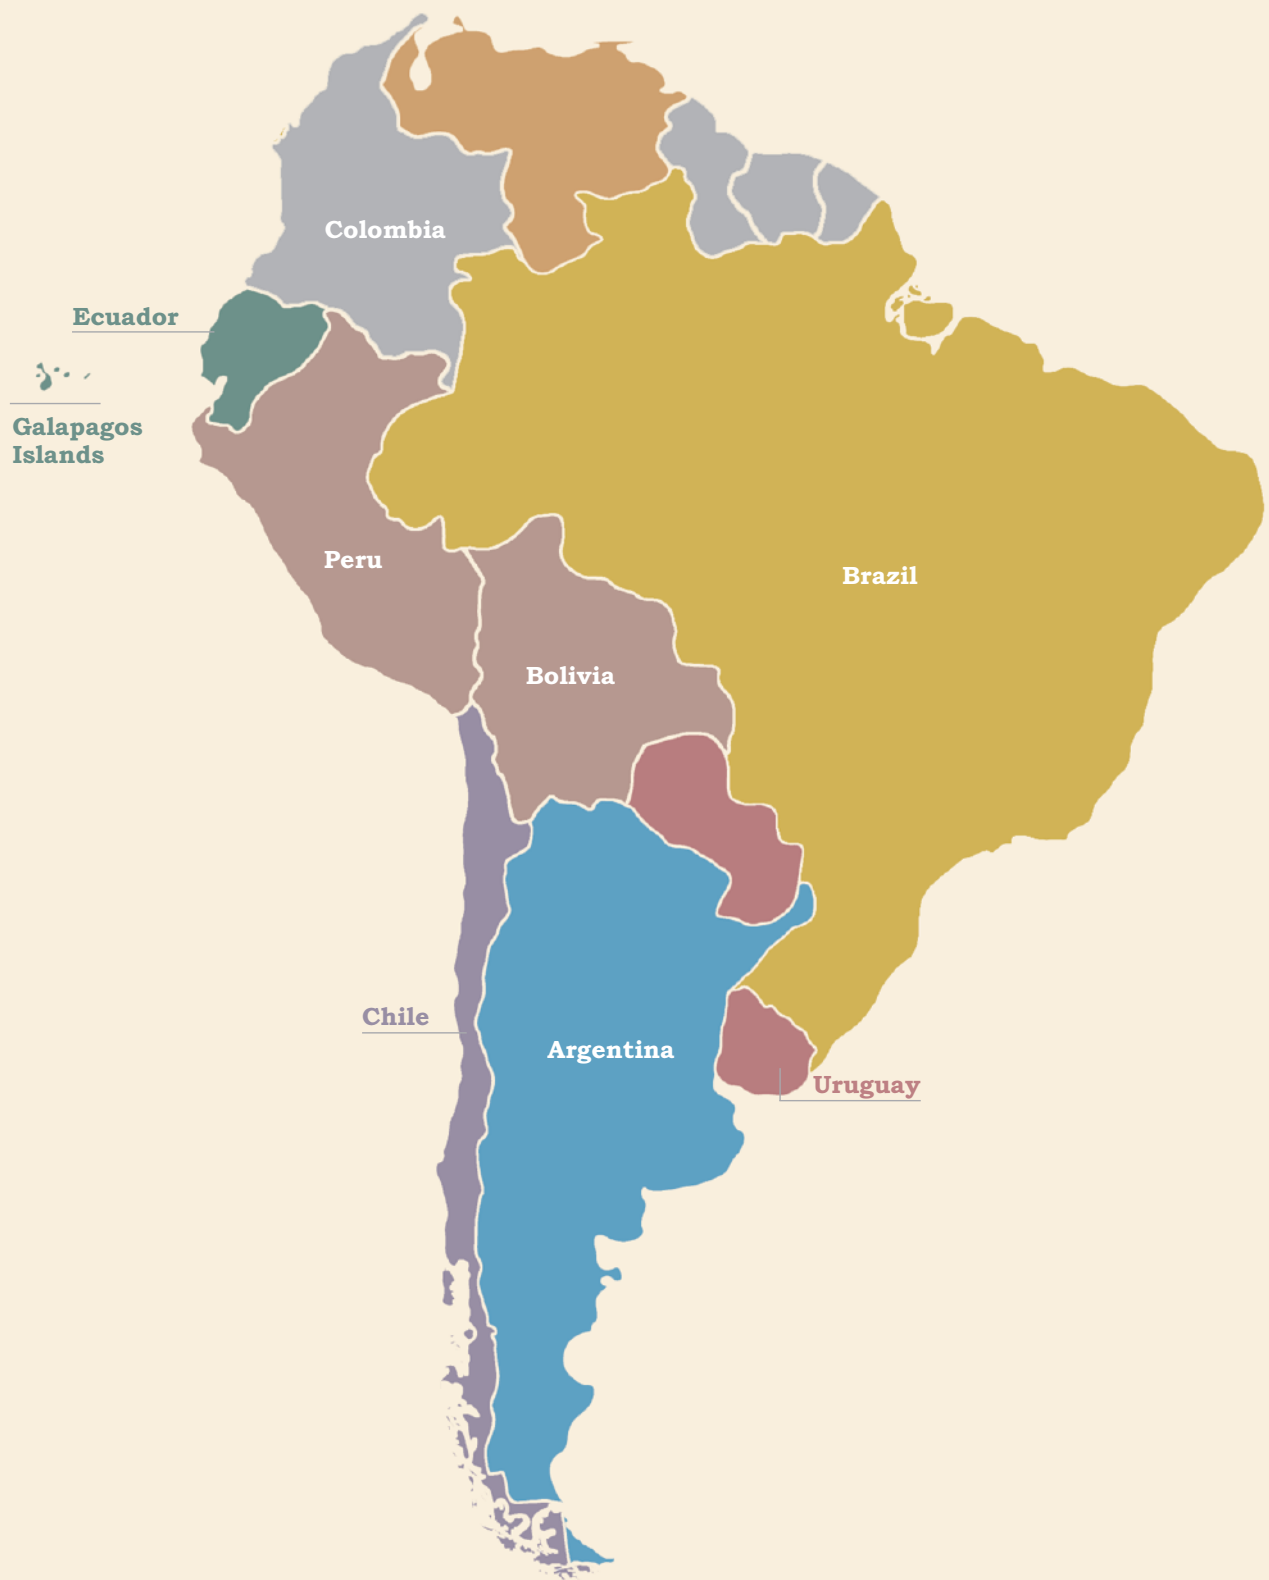 Colombia
Ecuador
Galapagos
Islands
Peru
Brazil
Bolivia
Chile
Argentina
Uruguay